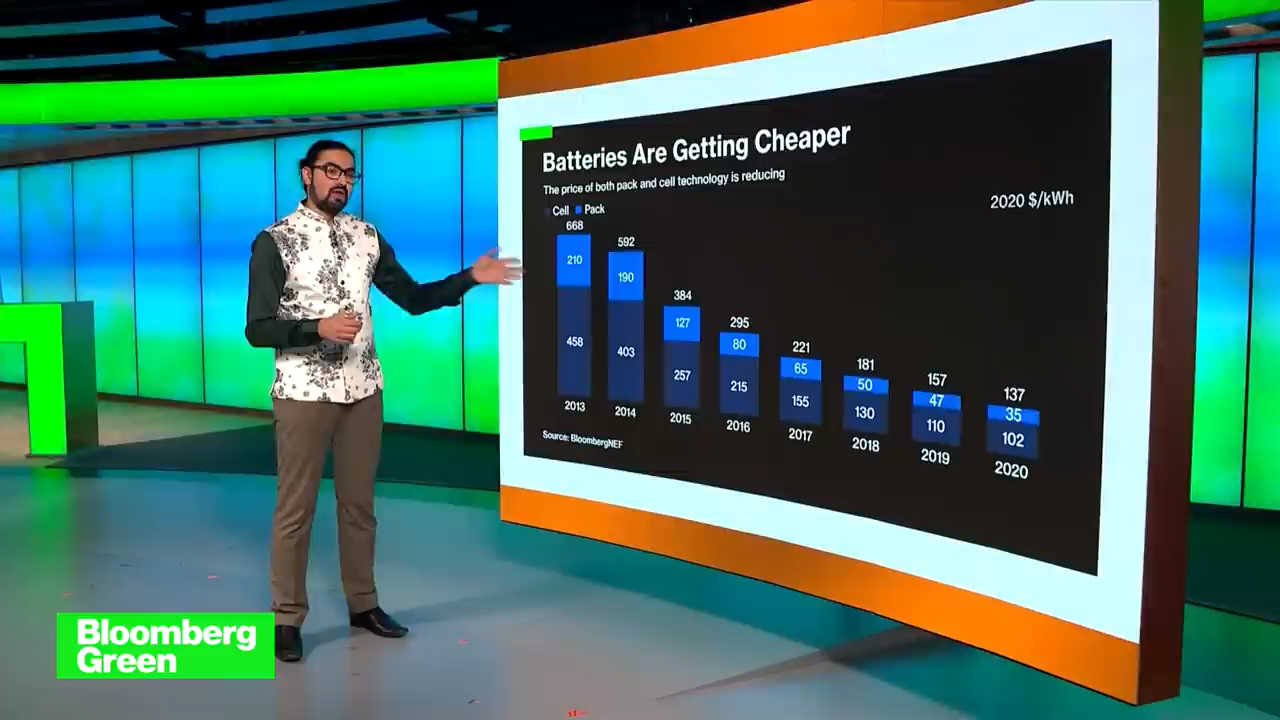 Batteries Are Getting Cheaper
The price of both pack and cell technology is reducing
2020 $/kWh
Cell Pack
668 592 384 295 221 181 157 137
210 190 127 80 65 50 47 35
458 403 257 215 155 130 110 102
2013 2014 2015 2016 2017 2018 2019 2020
Source: BloombergNEF
Bloomberg
Green